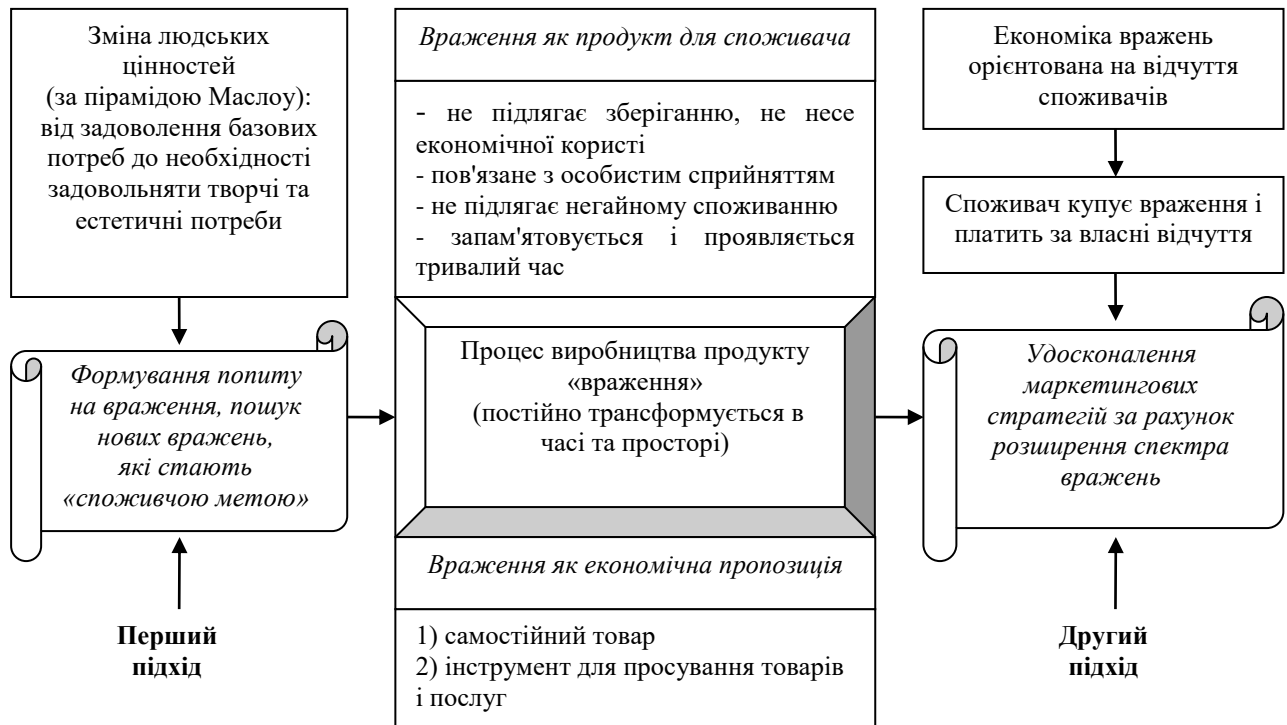 Зміна людських
цінностей
(за пірамідою Маслоу):
від задоволення базових
потреб до необхідності
задовольняти творчі та
естетичні потреби
Формування попиту
на враження, пошук
нових вражень,
які стають
«споживчою метою»
Перший
підхід
Враження як продукт для споживача
- не підлягає зберіганню, не несе
економічної користі
- пов'язане з особистим сприйняттям
- не підлягає негайному споживанню
- запам'ятовується і проявляється
тривалий час
Процес виробництва продукту
«враження»
(постійно трансформується в
часі та просторі)
Враження як економічна пропозиція
1) самостійний товар
2) інструмент для просування товарів
і послуг
Економіка вражень
орієнтована на відчуття
споживачів
Споживач купує враження і
платить за власні відчуття
Удосконалення
маркетингових
стратегій за рахунок
розширення спектра
вражень
Другий
підхід